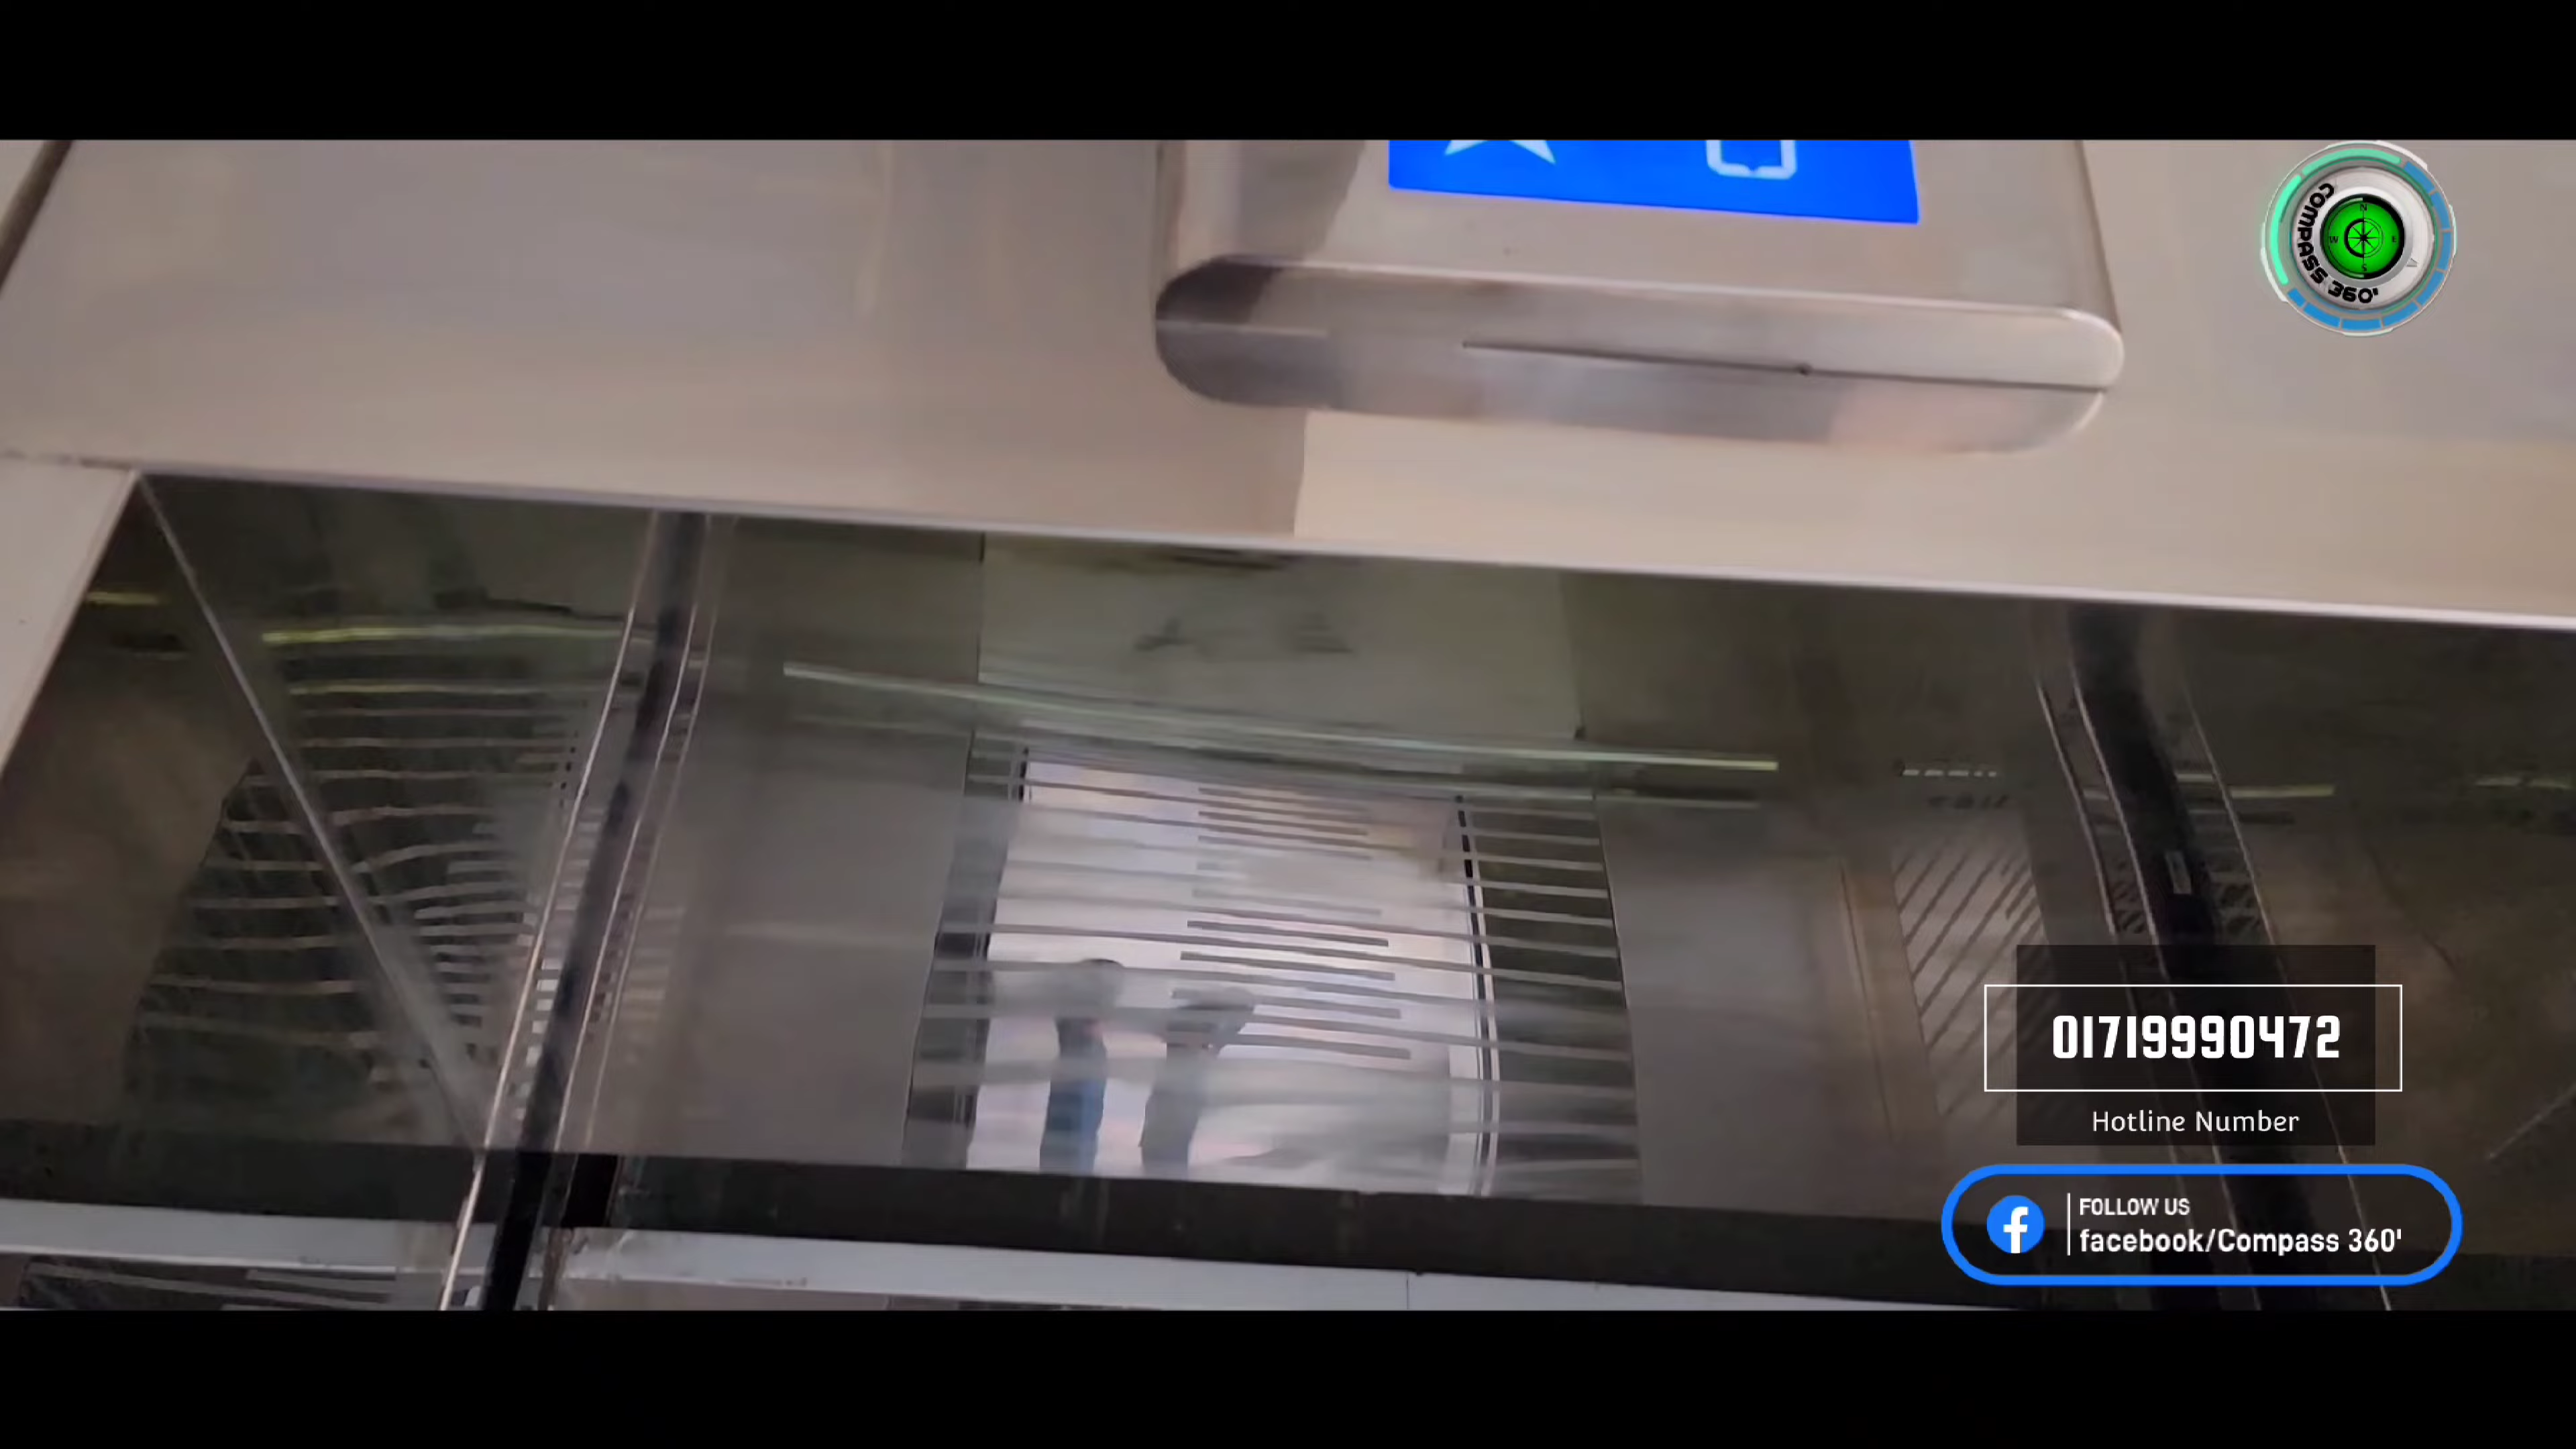 COMPASS 360'
N
W
S
01719990472
Hotline Number
FOLLOW US
facebook/Compass 360'